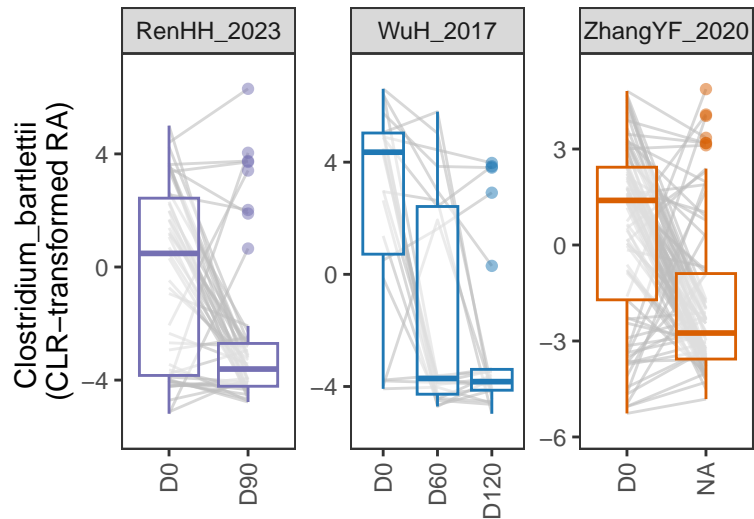 RenHH_2023
WuH_2017
ZhangYF_2020
Clostridium_bartlettii
(CLR−transformed RA)
4
0
−4
4
0
−4
3
0
−3
−6
D0
D90
D0
D60
D120
D0
NA